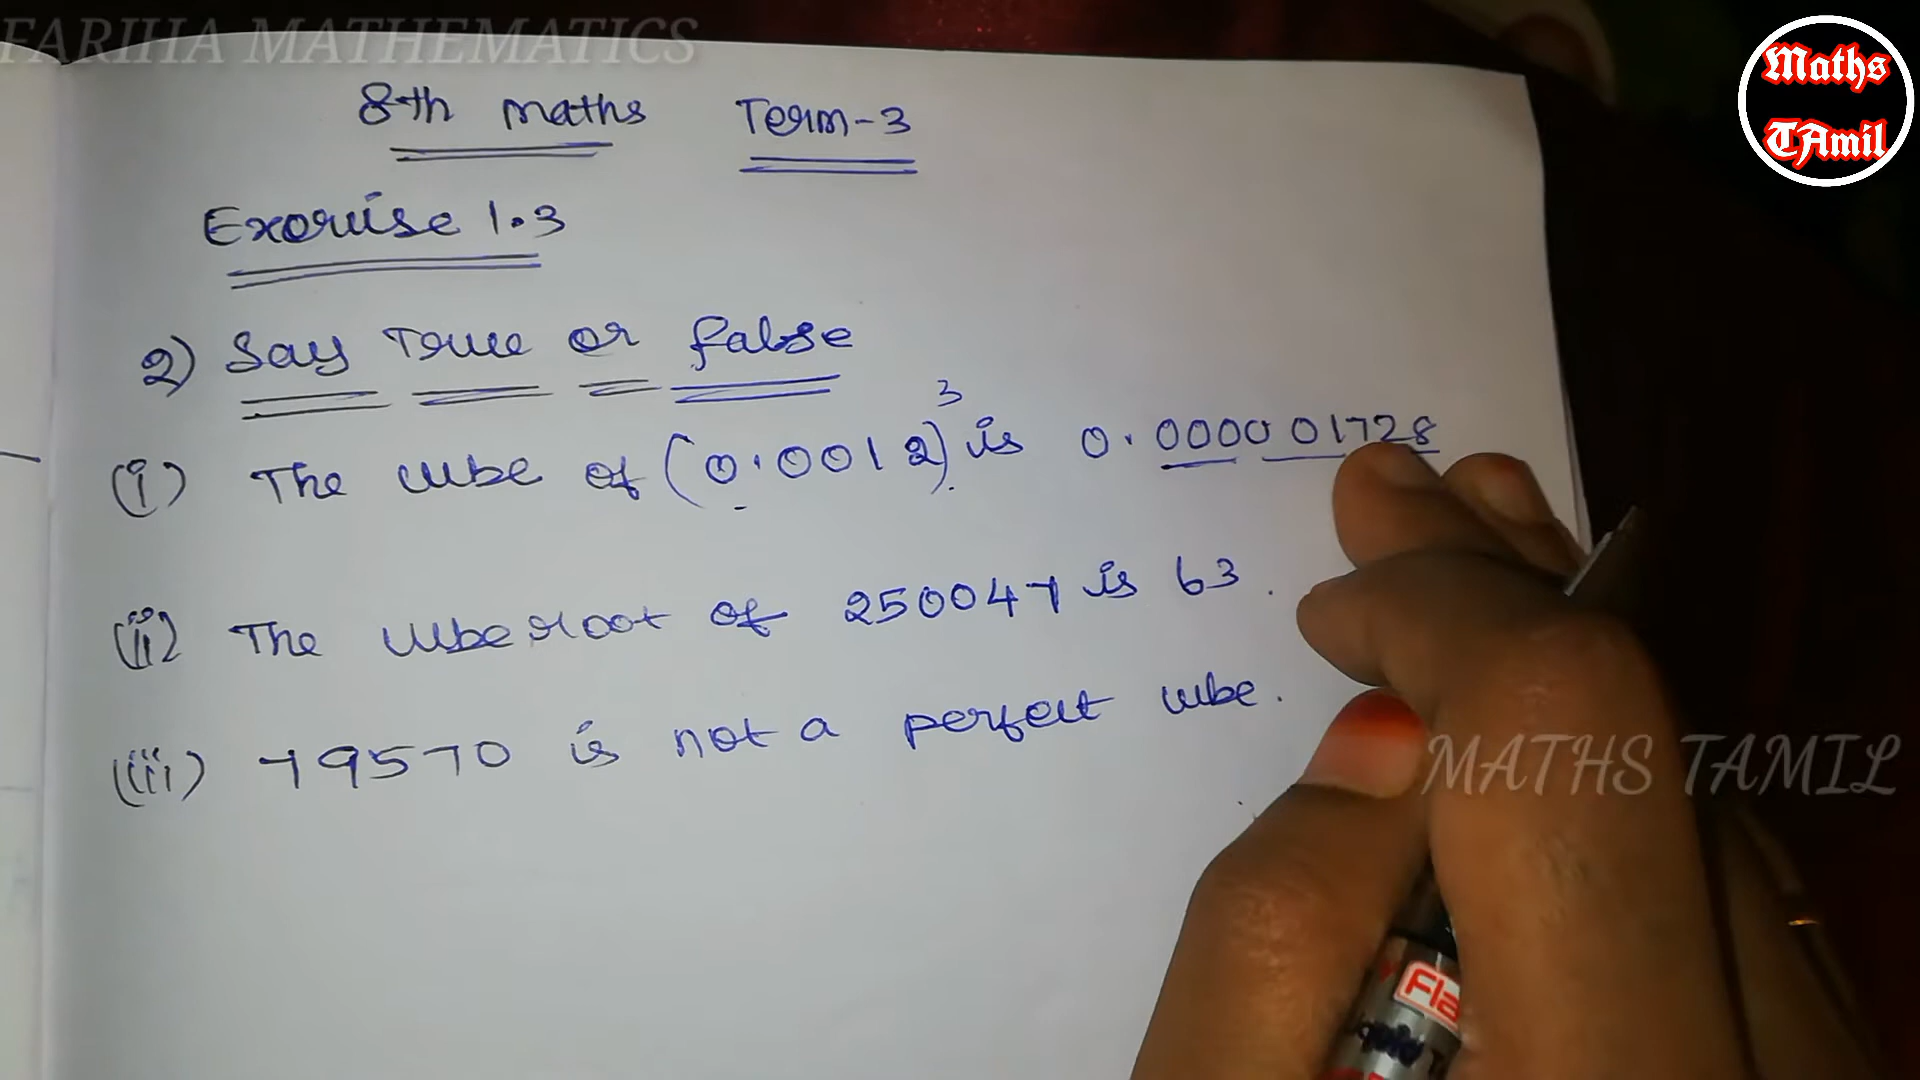 FARIHA MATHEMATICS
Maths
TAmil
8th maths Term-3
Exercise 1.3
2) Say True or false
(i) The cube of (0.0012)³ is 0.000001728
(ii) The cube root of 250047 is 63.
(iii) 79570 is not a perfect cube.
MATHS TAMIL
Fla